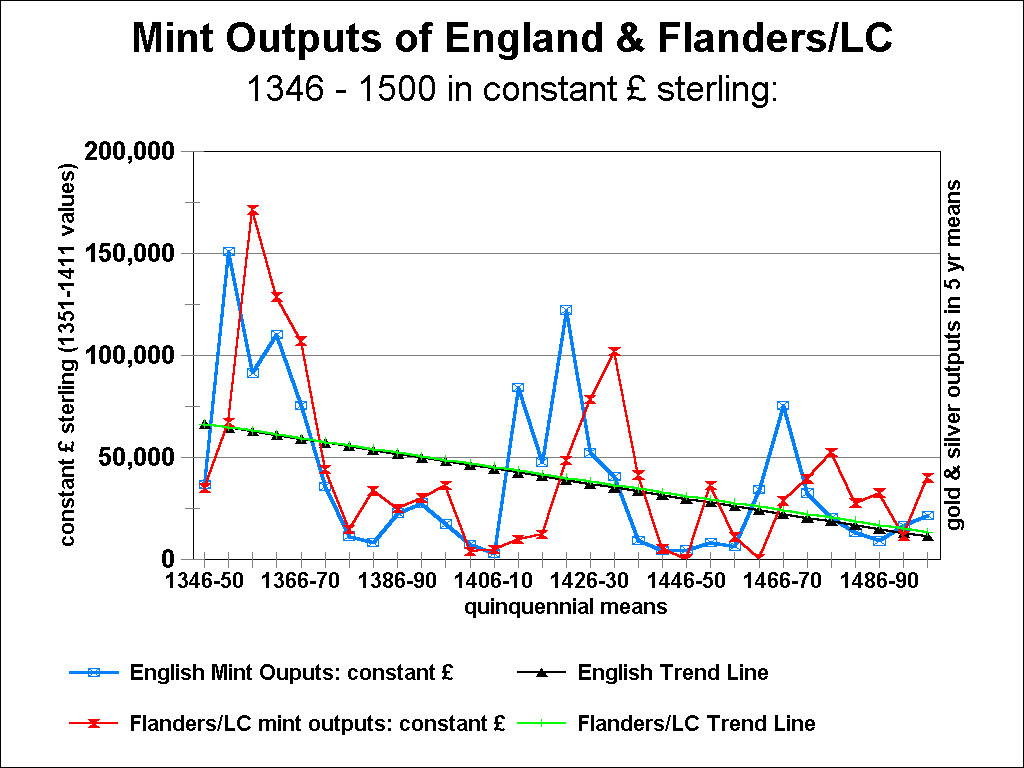 Mint Outputs of England & Flanders/LC
1346 - 1500 in constant £ sterling:
constant £ sterling (1351-1411 values)
200,000
150,000
100,000
50,000
0
gold & silver outputs in 5 yr means
1346-50 1366-70 1386-90 1406-10 1426-30 1446-50 1466-70 1486-90
quinquennial means
English Mint Ouputs: constant £
English Trend Line
Flanders/LC mint outputs: constant £
Flanders/LC Trend Line